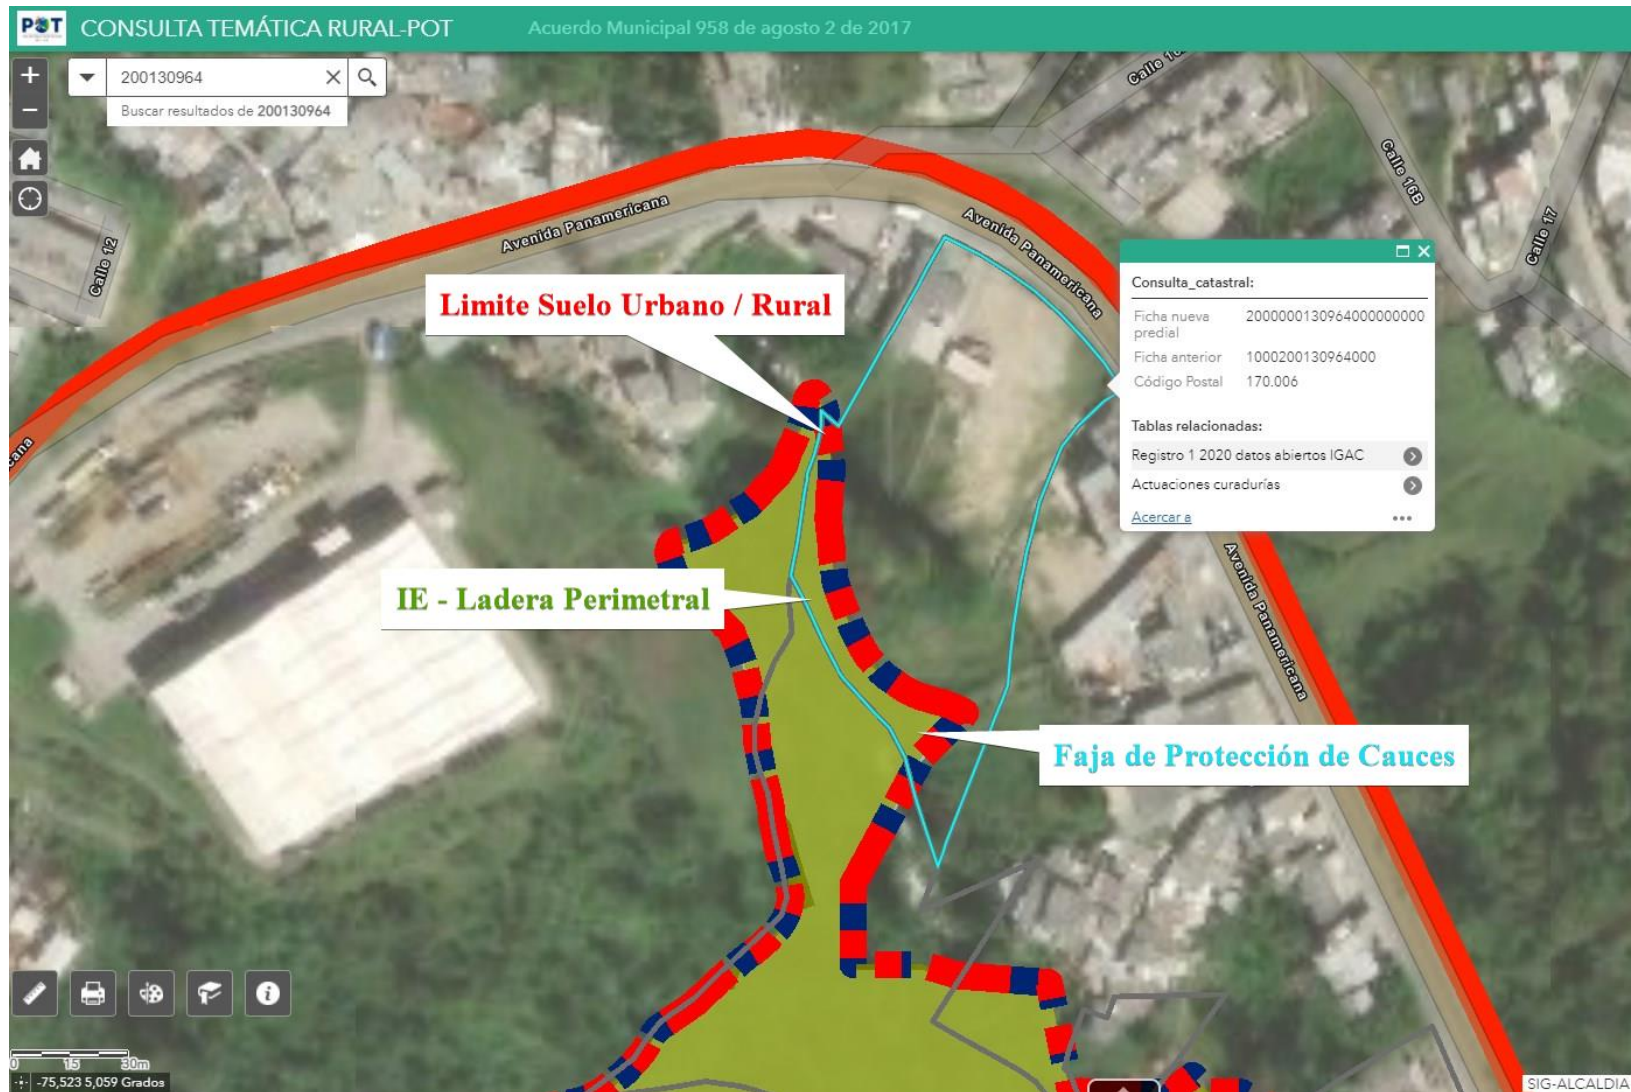 POT
CONSULTA TEMÁTICA RURAL-POT
Acuerdo Municipal 958 de agosto 2 de 2017
200130964
Buscar resultados de 200130964
Calle 16B
Calle 17
Calle 12
Avenida Panamericana
Avenida Panamericana
Limite Suelo Urbano / Rural
Consulta_catastral:
Ficha nueva predial
200000130964000000000
Ficha anterior
1000200130964000
Código Postal
170.006
Tablas relacionadas:
Registro 1 2020 datos abiertos IGAC
Actuaciones curadurías
Acercar a
IE - Ladera Perimetral
Avenida Panamericana
Faja de Protección de Cauces
0 15 30m
-75,523 5,059 Grados
SIG-ALCALDIA